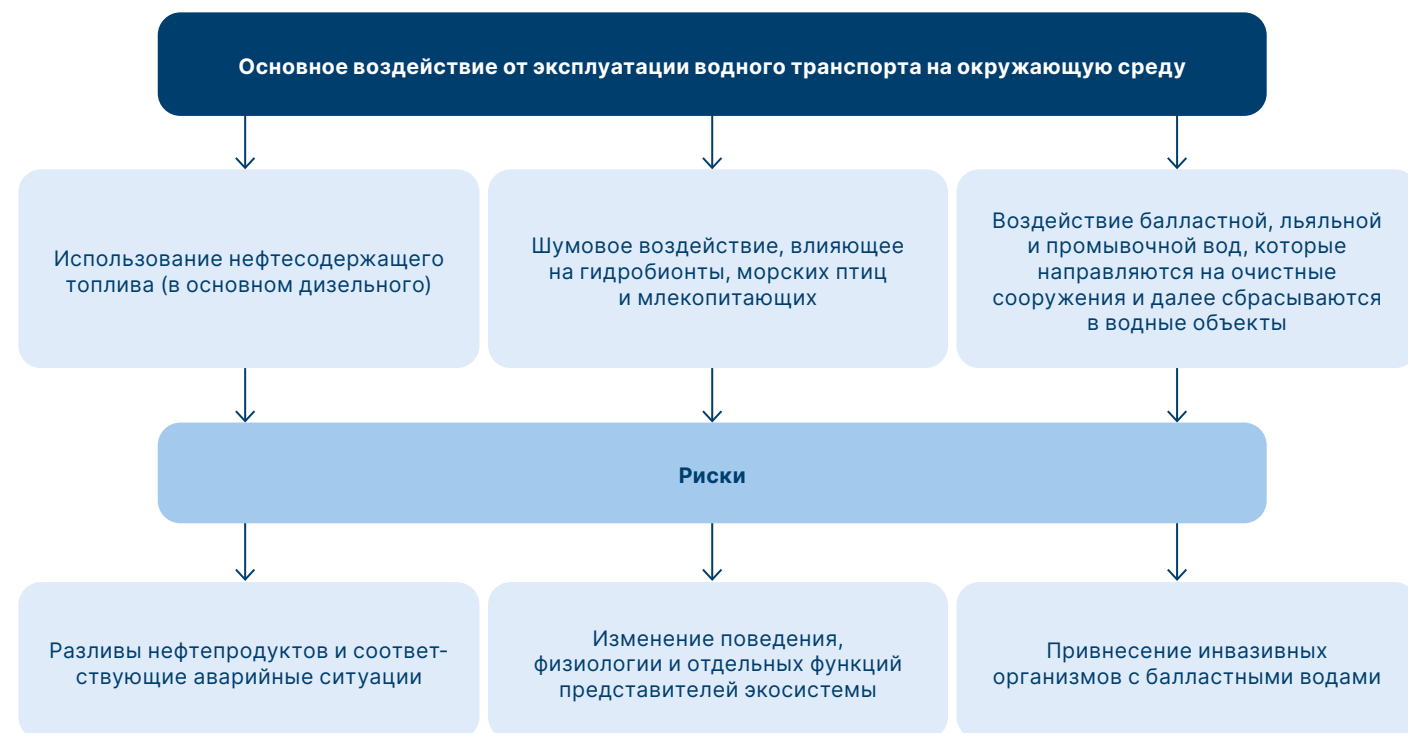 Основное воздействие от эксплуатации водного транспорта на окружающую среду
Использование нефтесодержащего
топлива (в основном дизельного)
Шумовое воздействие, влияющее
на гидробионты, морских птиц
и млекопитающих
Воздействие балластной, льяльной
и промывочной вод, которые
направляются на очистные
сооружения и далее сбрасываются
в водные объекты
Риски
Разливы нефтепродуктов и соответ-
ствующие аварийные ситуации
Изменение поведения,
физиологии и отдельных функций
представителей экосистемы
Привнесение инвазивных
организмов с балластными водами